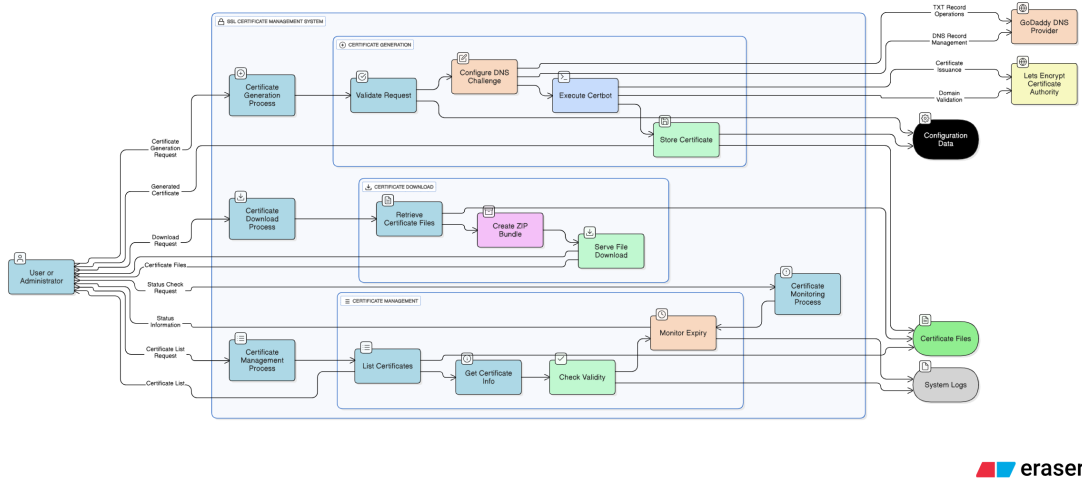 SSL CERTIFICATE MANAGEMENT SYSTEM
TXT Record
Operations
GoDaddy DNS
Provider
DNS Record
Management
CERTIFICATE GENERATION
Certificate
Generation
Process
Validate Request
Configure DNS
Challenge
Execute Certbot
Certificate
Issuance
Lets Encrypt
Certificate
Authority
Domain
Validation
Store Certificate
Configuration
Data
Certificate
Generation
Request
Generated
Certificate
CERTIFICATE DOWNLOAD
Certificate
Download
Process
Retrieve
Certificate Files
Create ZIP
Bundle
Serve File
Download
Download
Request
Certificate Files
User or
Administrator
Status Check
Request
Certificate
Monitoring
Process
CERTIFICATE MANAGEMENT
Status
Information
Monitor Expiry
Certificate List
Request
Certificate
Management
Process
List Certificates
Get Certificate
Info
Check Validity
Certificate List
Certificate Files
System Logs
eraser